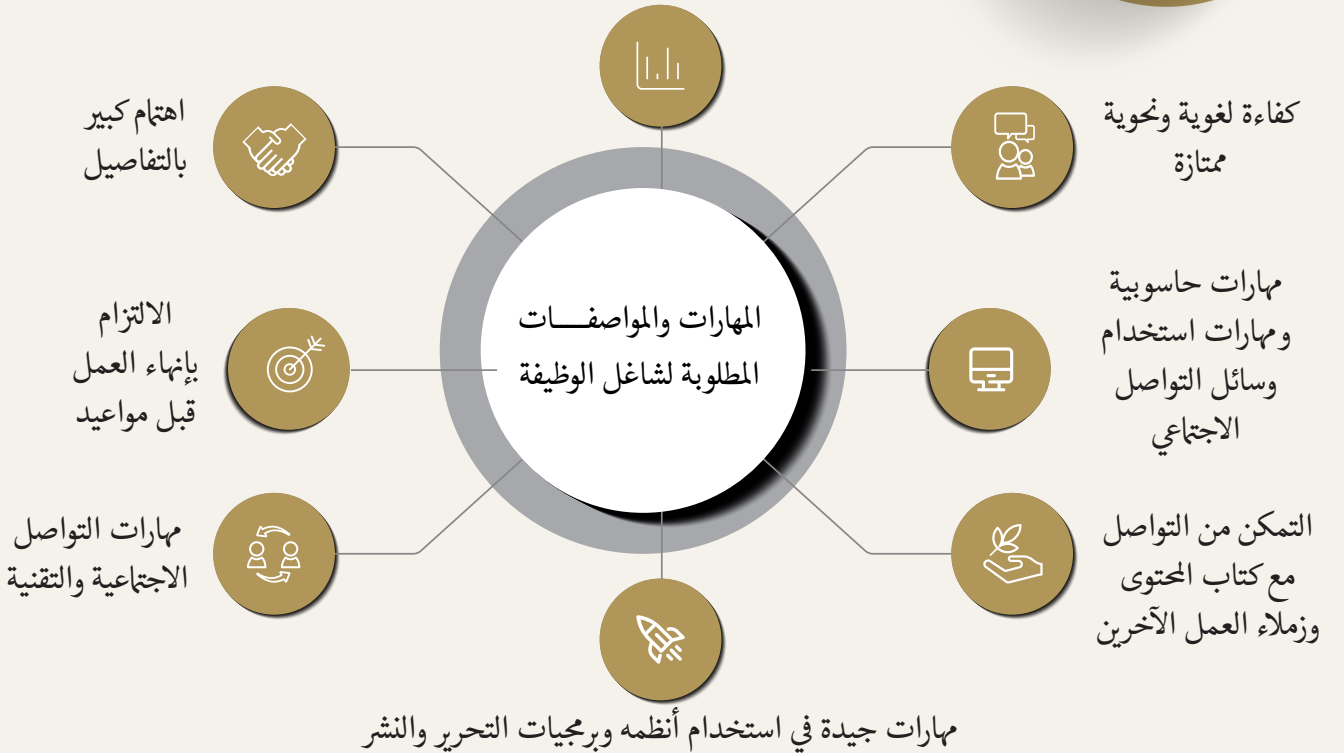 المهارات والمواصفـــات
المطلوبة لشاغل الوظيفة
كفاءة لغوية ونحوية
ممتازة
مهارات حاسوبية
ومهارات استخدام
وسائل التواصل
الاجتماعي
التمكن من التواصل
مع كتاب المحتوى
وزملاء العمل الآخرين
مهارات جيدة في استخدام أنظمه وبرمجيات التحرير والنشر
مهارات التواصل
الاجتماعية والتقنية
الالتزام
بإنهاء العمل
قبل مواعيد
اهتمام كبير
بالتفاصيل